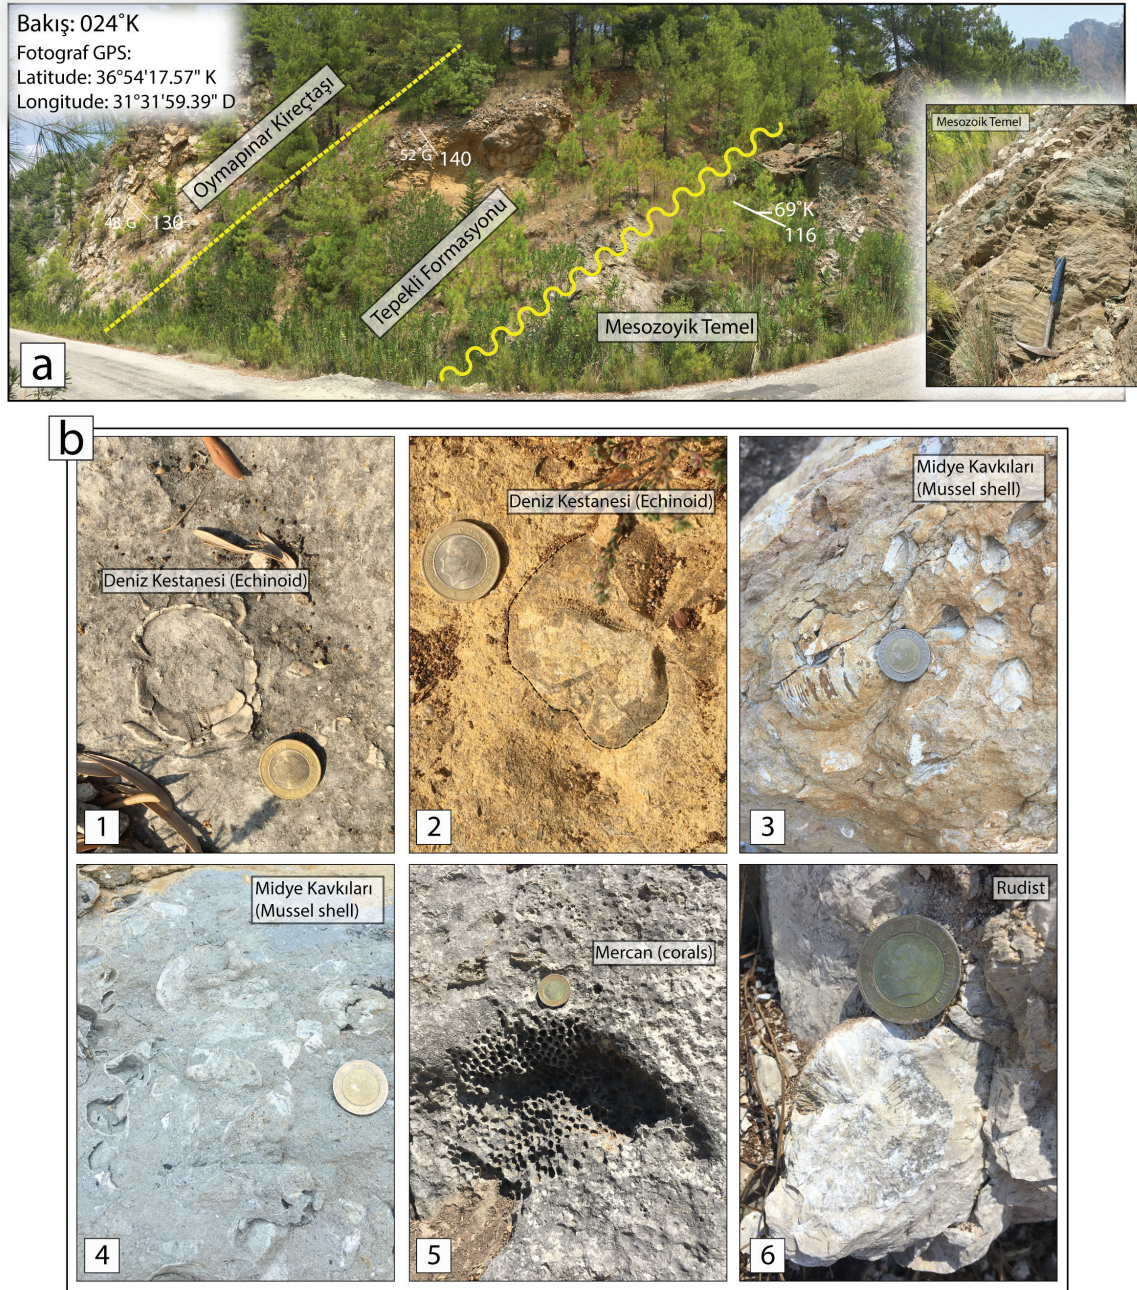 Bakış: 024°K
Fotograf GPS:
Latitude: 36°54'17.57" K
Longitude: 31°31'59.39" D
Oymapınar Kireçtaşı
Tepekli Formasyonu
Mesozoyik Temel
48 G 130
52 G 140
69°K
116
Mesozoik Temel
a
b
Deniz Kestanesi (Echinoid)
1
Deniz Kestanesi (Echinoid)
2
Midye Kavkıları
(Mussel shell)
3
Midye Kavkıları
(Mussel shell)
4
Mercan (corals)
5
Rudist
6